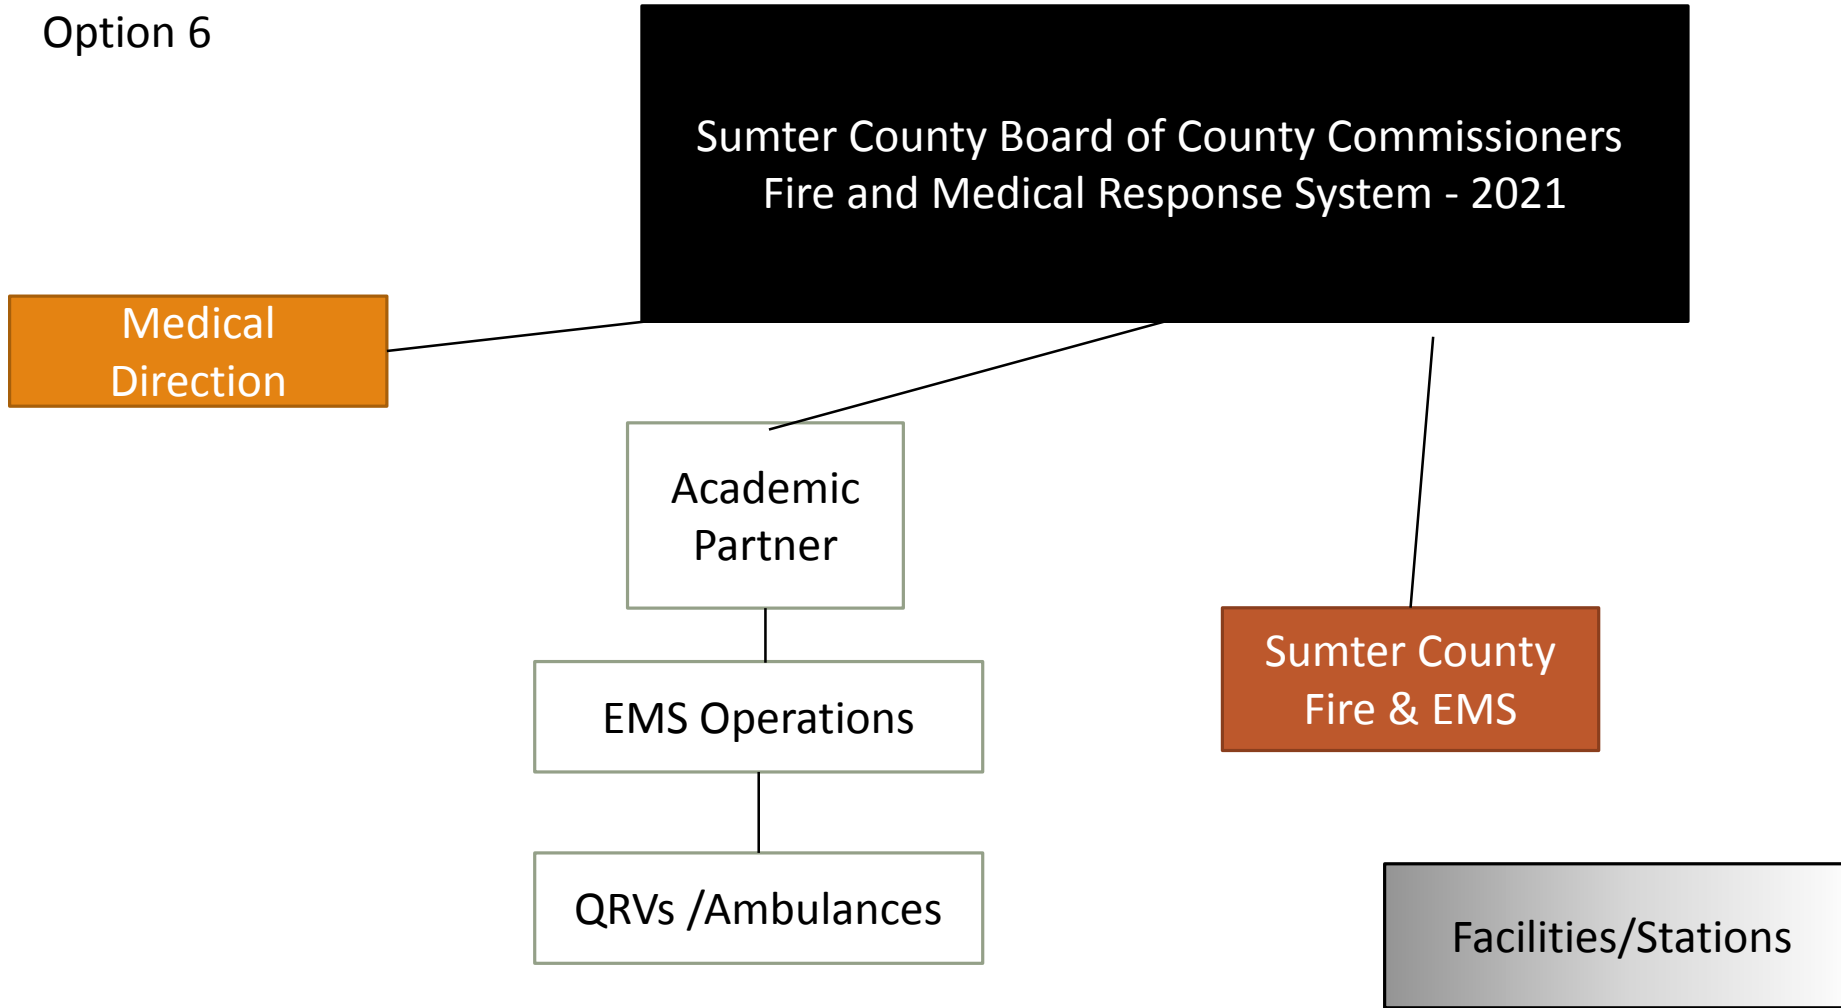 Option 6
Sumter County Board of County Commissioners
Fire and Medical Response System - 2021
Medical
Direction
Academic
Partner
EMS Operations
QRVs /Ambulances
Sumter County
Fire & EMS
Facilities/Stations